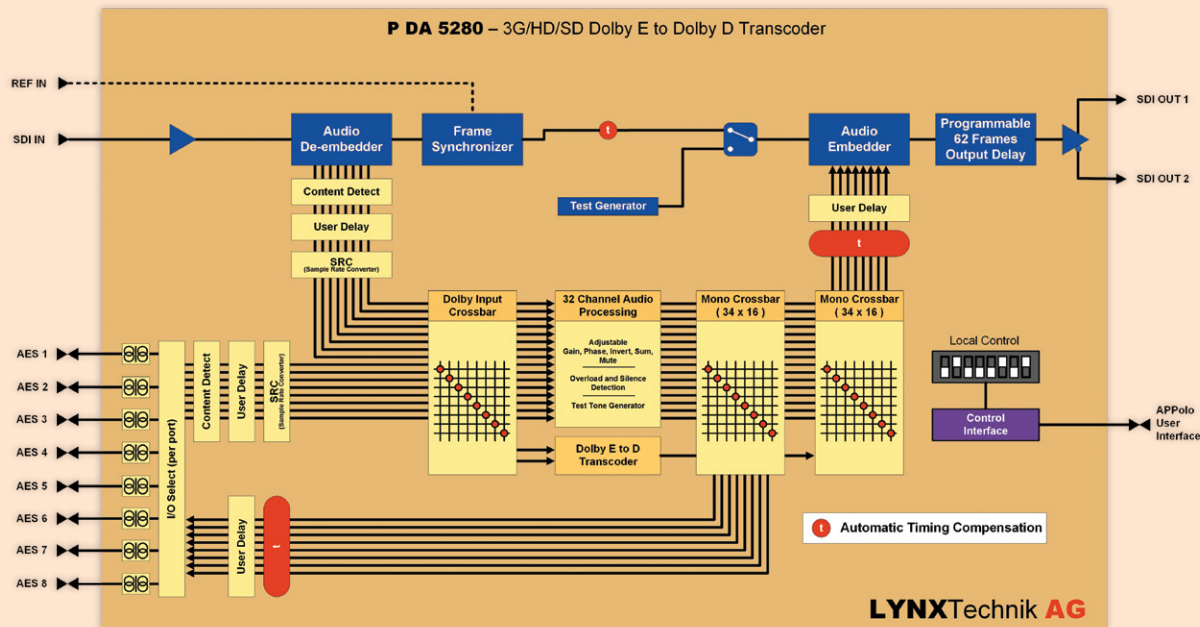 P DA 5280 – 3G/HD/SD Dolby E to Dolby D Transcoder
REF IN
SDI IN
Audio
De-embedder
Frame
Synchronizer
t
Test Generator
Audio
Embedder
Programmable
62 Frames
Output Delay
SDI OUT 1
SDI OUT 2
Content Detect
User Delay
SRC
(Sample Rate Converter)
User Delay
t
Dolby Input
Crossbar
32 Channel Audio
Processing
Adjustable
Gain, Phase, Invert, Sum,
Mute
Overload and Silence
Detection
Test Tone Generator
Dolby E to D
Transcoder
Mono Crossbar
( 34 x 16 )
Mono Crossbar
( 34 x 16 )
Local Control
Control
Interface
APPolo
User
Interface
AES 1
AES 2
AES 3
AES 4
AES 5
AES 6
AES 7
AES 8
I/O Select (per port)
Content Detect
User Delay
SRC
(Sample Rate Converter)
User Delay
t
t Automatic Timing Compensation
LYNXTechnik AG